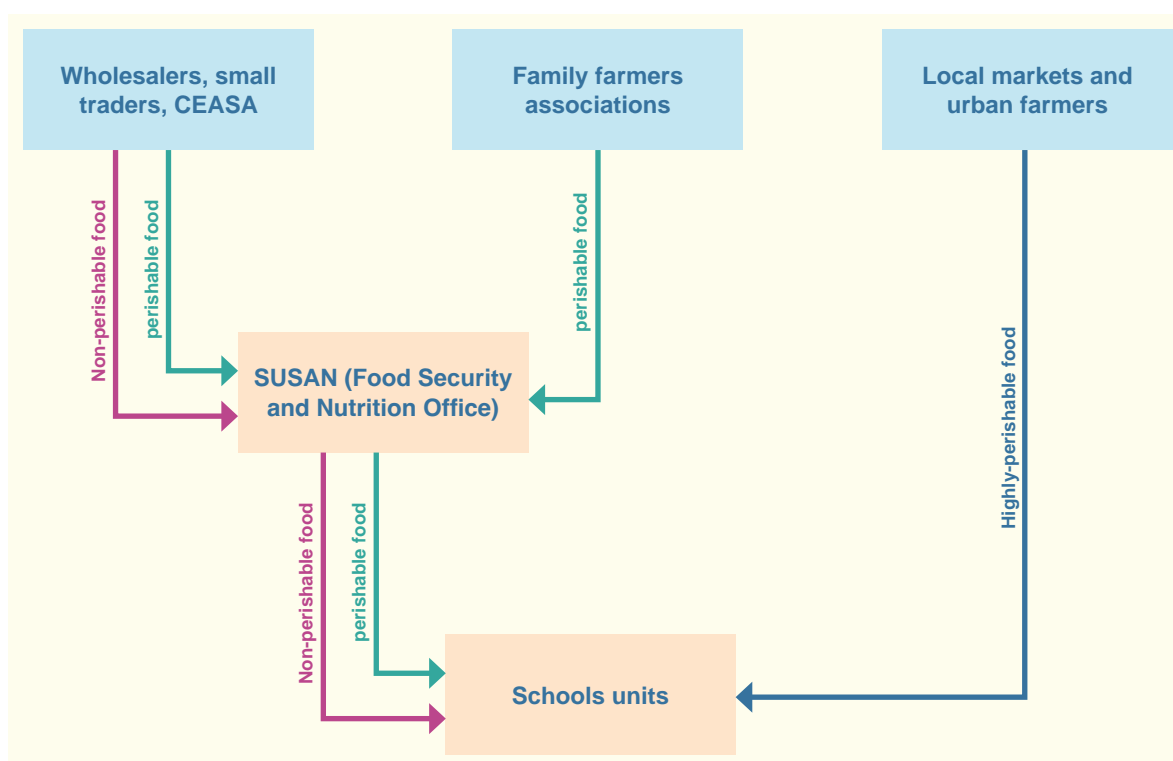 Wholesalers, small
traders, CEASA
Family farmers
associations
Local markets and
urban farmers
Non-perishable food
perishable food
perishable food
Highly-perishable food
SUSAN (Food Security
and Nutrition Office)
Non-perishable food
perishable food
Schools units